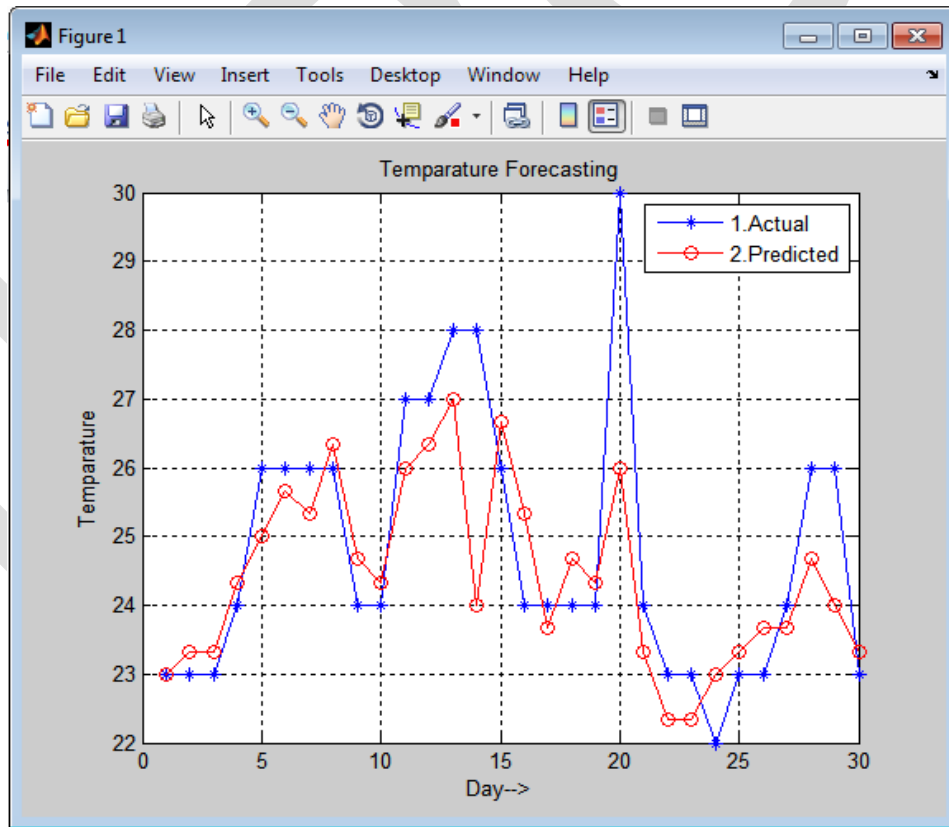 Figure 1
File Edit View Insert Tools Desktop Window Help
Temparature Forecasting
1.Actual
2.Predicted
Temparature
30
29
28
27
26
25
24
23
22
0 5 10 15 20 25 30
Day-->